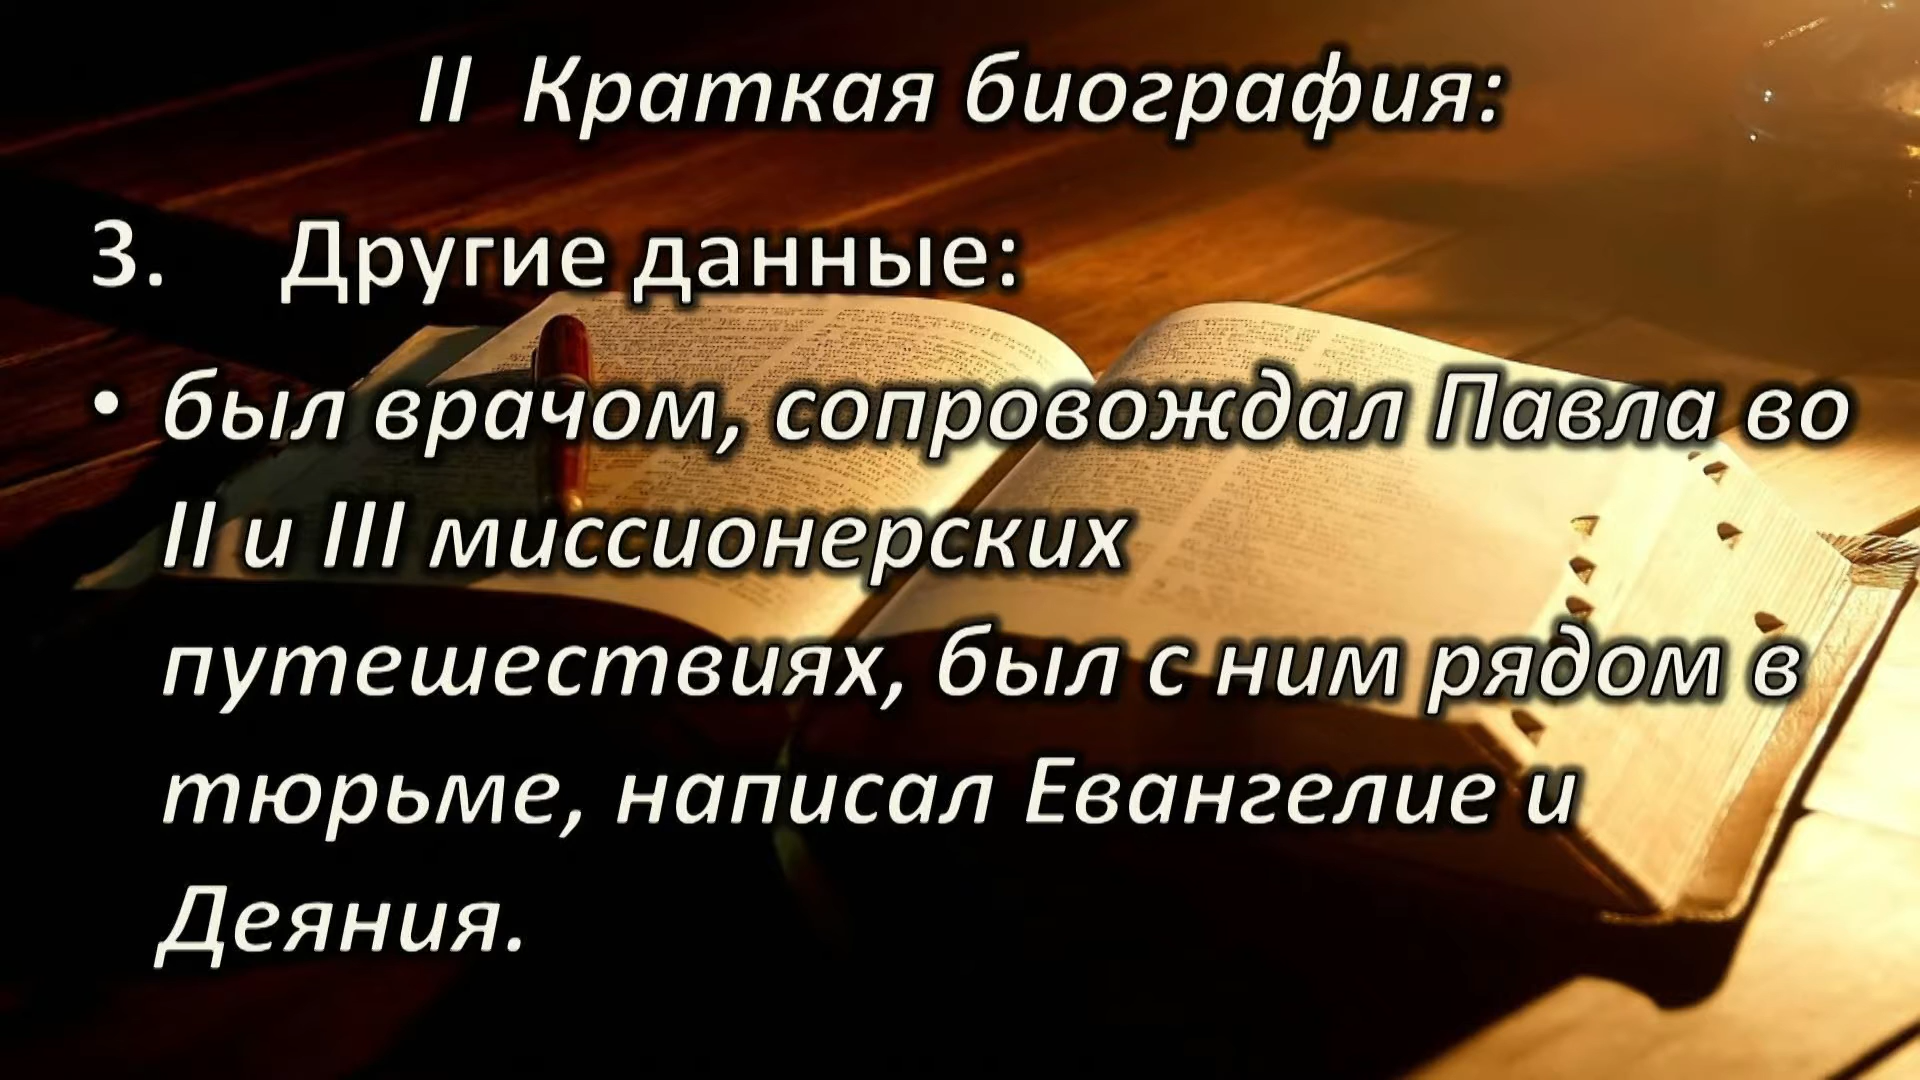 II Краткая биография:
3. Другие данные:
• был врачом, сопровождал Павла во
II и III миссионерских
путешествиях, был с ним рядом в
тюрьме, написал Евангелие и
Деяния.